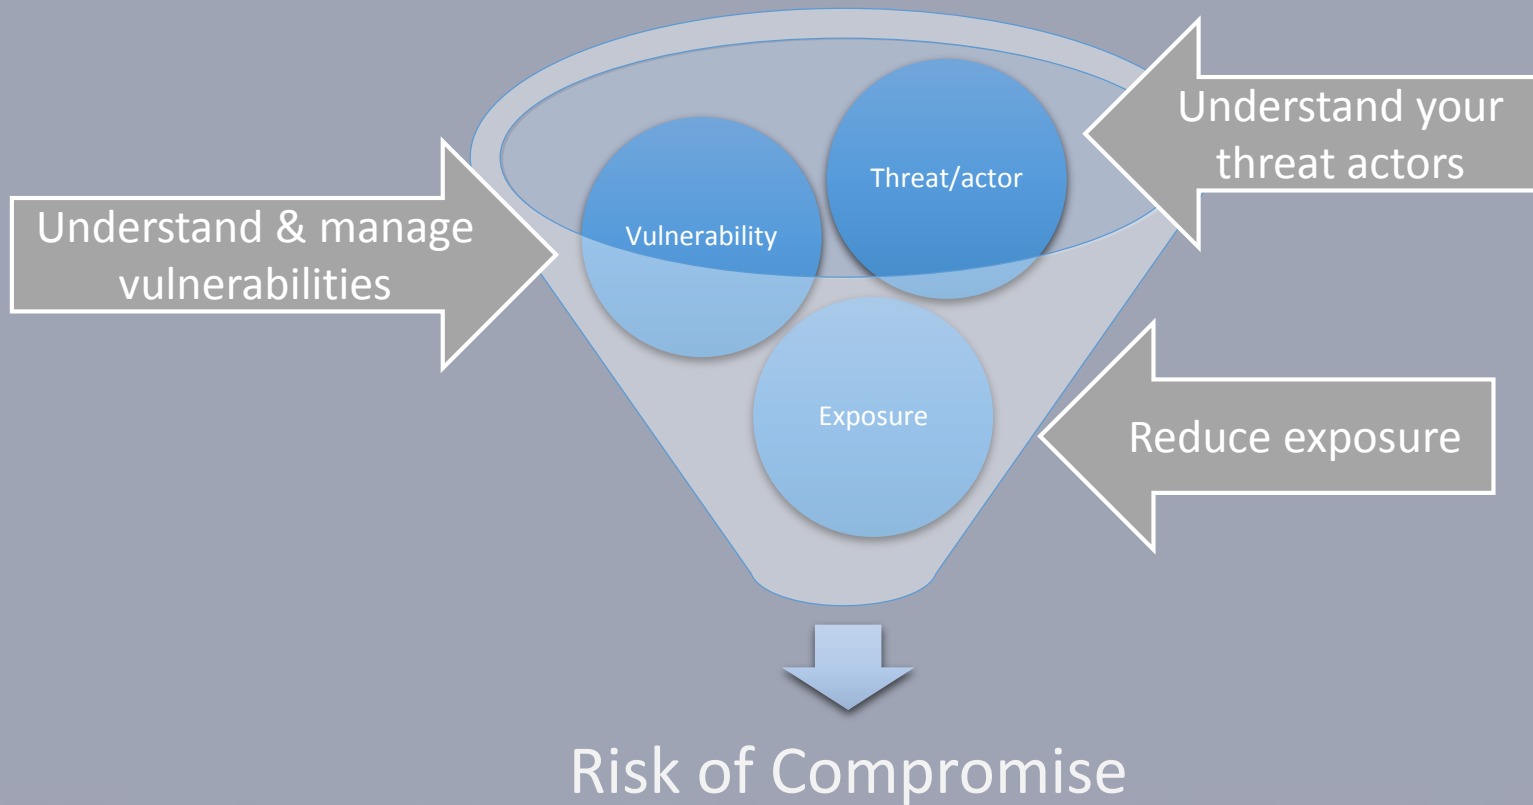 Understand your
threat actors
Threat/actor
Understand & manage
vulnerabilities
Vulnerability
Exposure
Reduce exposure
Risk of Compromise